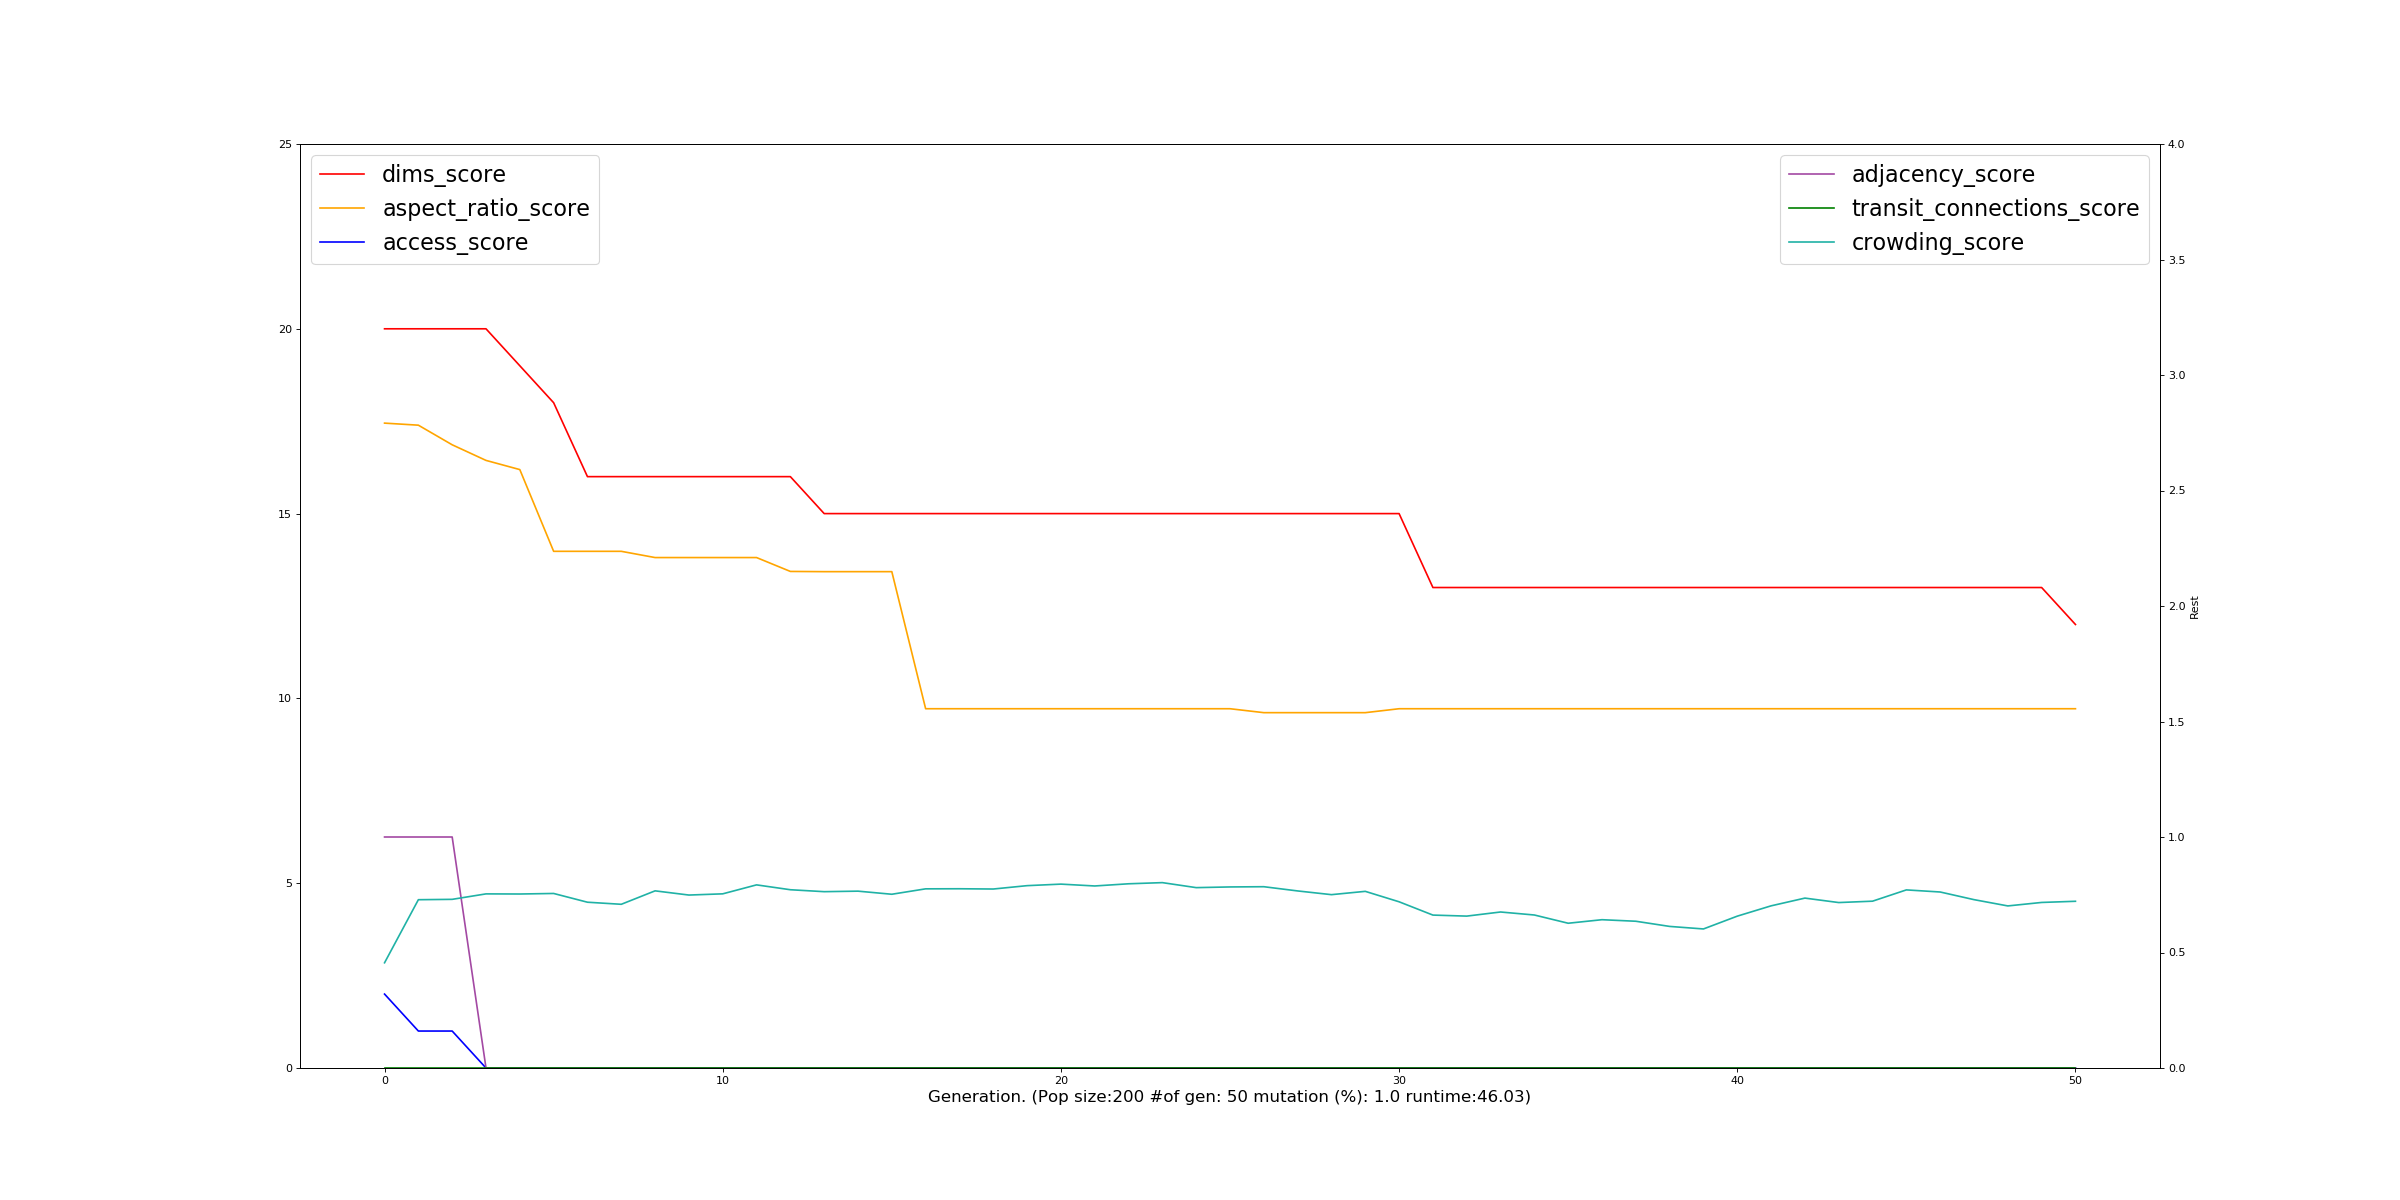 dims_score
aspect_ratio_score
access_score
adjacency_score
transit_connections_score
crowding_score
25
20
15
10
5
0
4.0
3.5
3.0
2.5
2.0
1.5
1.0
0.5
0.0
Rest
0 10 20 30 40 50
Generation. (Pop size:200 #of gen: 50 mutation (%): 1.0 runtime:46.03)